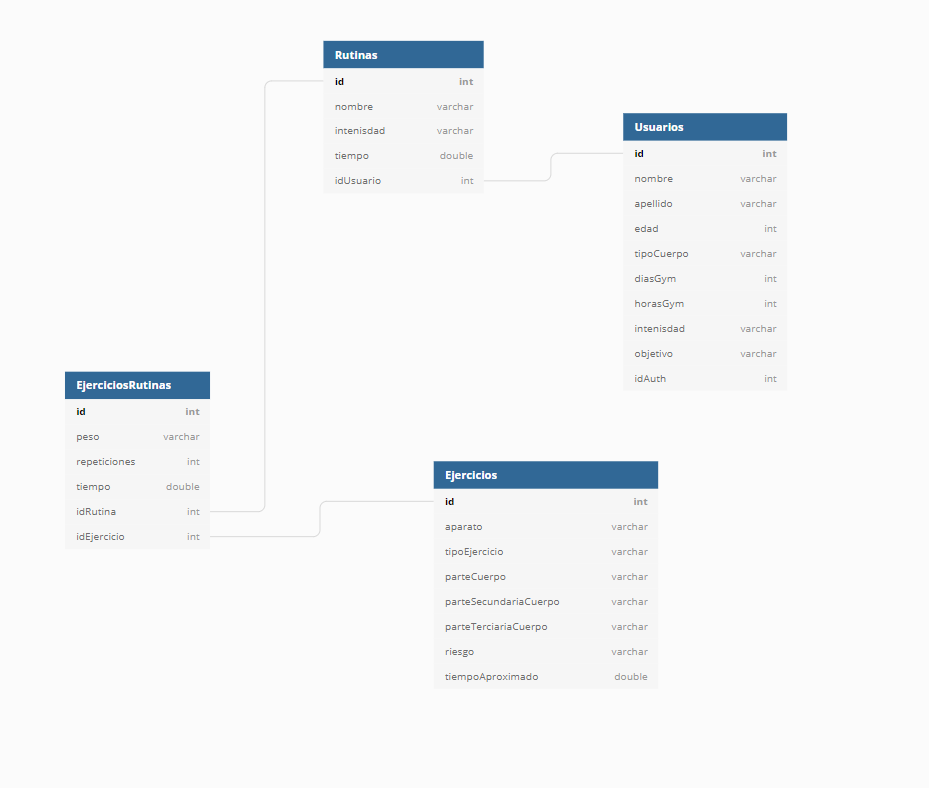 Rutinas
id int
nombre varchar
intenisdad varchar
tiempo double
idUsuario int
Usuarios
id int
nombre varchar
apellido varchar
edad int
tipoCuerpo varchar
diasGym int
horasGym int
intenisdad varchar
objetivo varchar
idAuth int
EjerciciosRutinas
id int
peso varchar
repeticiones int
tiempo double
idRutina int
idEjercicio int
Ejercicios
id int
aparato varchar
tipoEjercicio varchar
parteCuerpo varchar
parteSecundariaCuerpo varchar
parteTerciariaCuerpo varchar
riesgo varchar
tiempoAproximado double